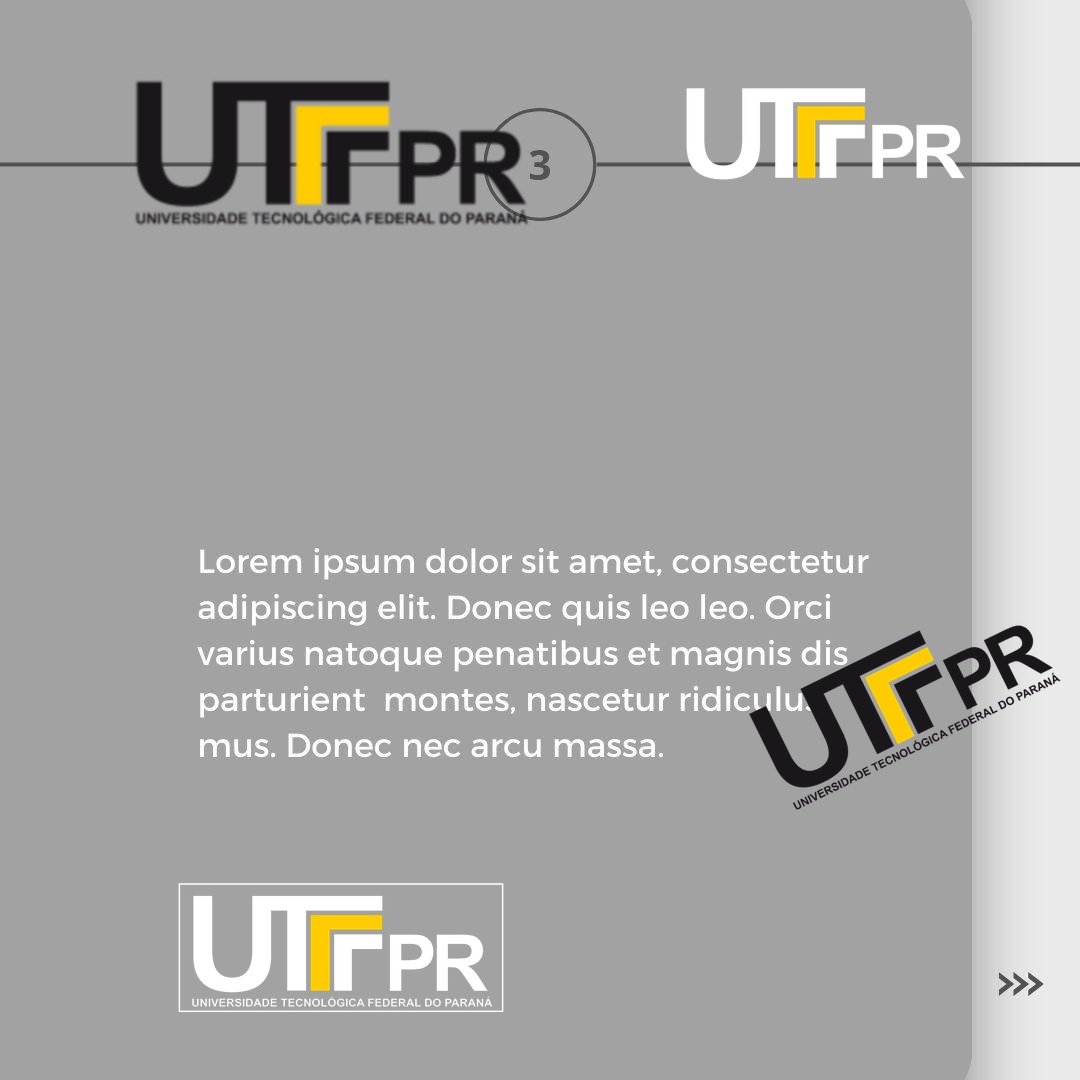 UTFPR
UNIVERSIDADE TECNOLÓGICA FEDERAL DO PARANÁ
3
UTFPR
Lorem ipsum dolor sit amet, consectetur
adipiscing elit. Donec quis leo leo. Orci
varius natoque penatibus et magnis dis
parturient montes, nascetur ridiculus
mus. Donec nec arcu massa.
UTFPR
UNIVERSIDADE TECNOLÓGICA FEDERAL DO PARANÁ
UTFPR
UNIVERSIDADE TECNOLÓGICA FEDERAL DO PARANÁ
>>>